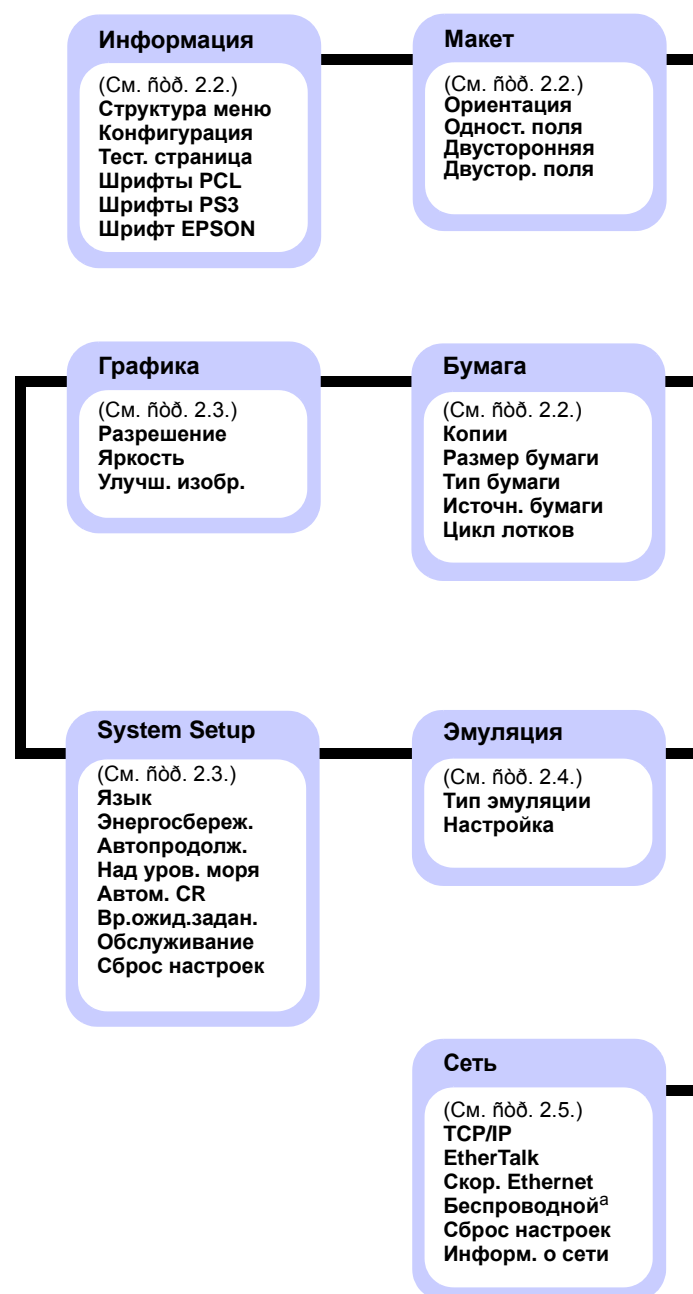 Информация
(См. ñòð. 2.2.)
Структура меню
Конфигурация
Тест. страница
Шрифты PCL
Шрифты PS3
Шрифт EPSON
Макет
(См. ñòð. 2.2.)
Ориентация
Одност. поля
Двусторонняя
Двустор. поля
Графика
(См. ñòð. 2.3.)
Разрешение
Яркость
Улучш. изобр.
Бумага
(См. ñòð. 2.2.)
Копии
Размер бумаги
Тип бумаги
Источн. бумаги
Цикл лотков
System Setup
(См. ñòð. 2.3.)
Язык
Энергосбереж.
Автопродолж.
Над уров. моря
Автом. CR
Вр.ожид.задан.
Обслуживание
Сброс настроек
Эмуляция
(См. ñòð. 2.4.)
Тип эмуляции
Настройка
Сеть
(См. ñòð. 2.5.)
TCP/IP
EtherTalk
Скор. Ethernet
Беспроводнойa
Сброс настроек
Информ. о сети